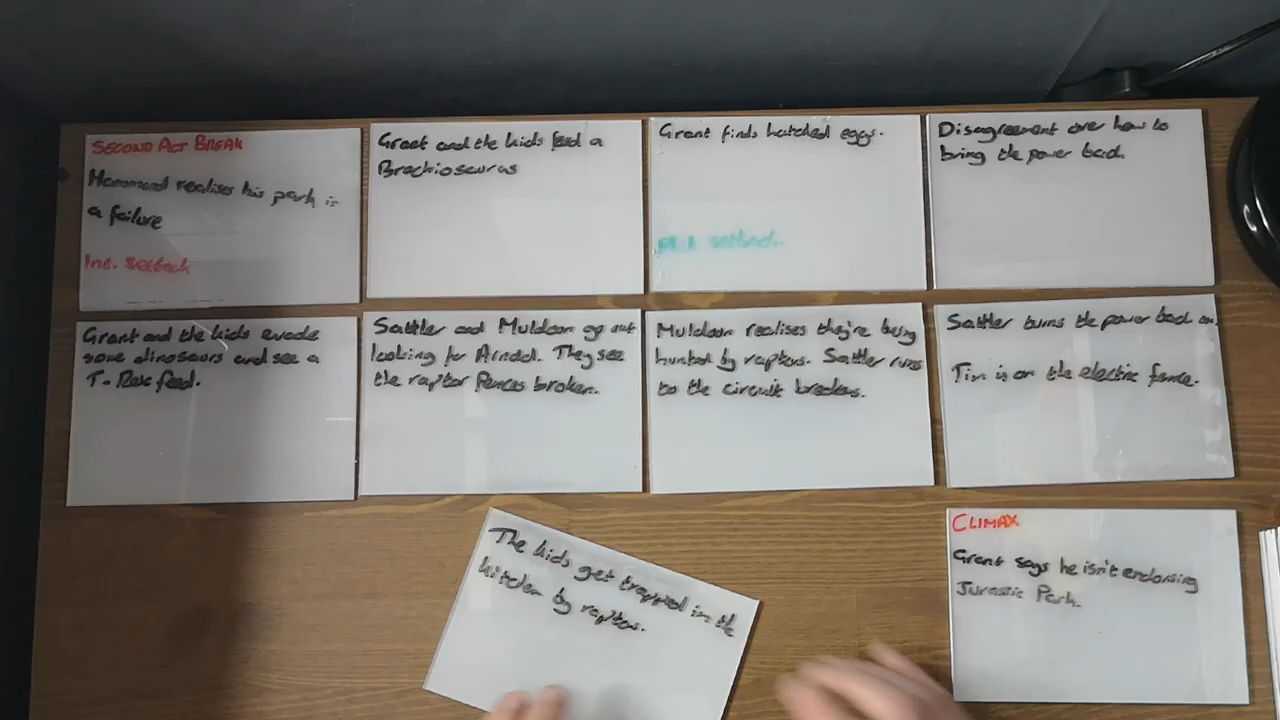 SECOND ACT BREAK
Hammond realises his park is
a failure
Inc. setback
Grant and the kids feed a
Brachiosaurus
Grant finds hatched eggs.
setback.
Disagreement over how to
bring the power back.
Grant and the kids evade
some dinosaurs and see a
T-Rex feed.
Sattler and Muldoon go out
looking for Arnold. They see
the raptor fences broken.
Muldoon realises they're being
hunted by raptors. Sattler runs
to the circuit breakers.
Sattler turns the power back on.
Tim is on the electric fence.
The kids get trapped in the
kitchen by raptors.
CLIMAX
Grant says he isn't endorsing
Jurassic Park.